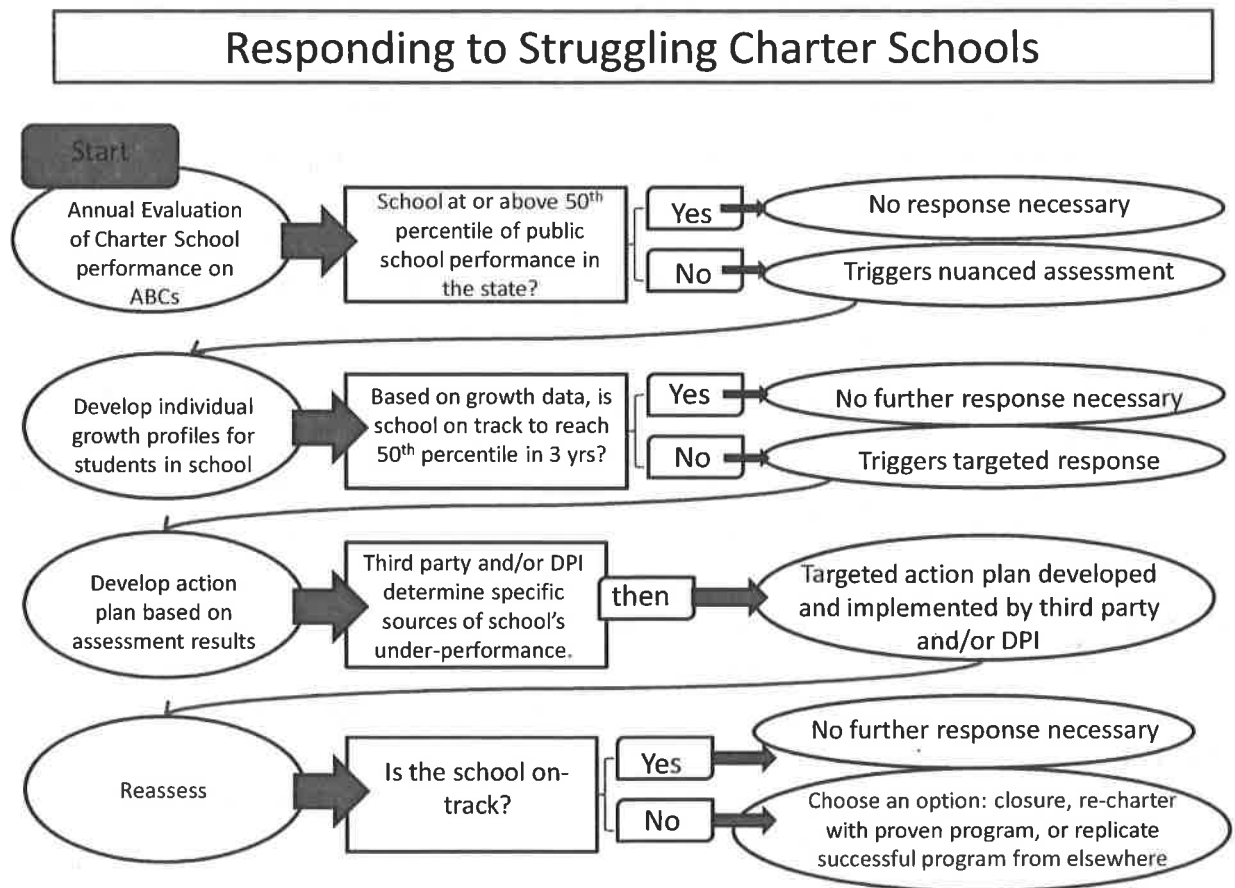 Responding to Struggling Charter Schools
Start
Annual Evaluation
of Charter School
performance on
ABCs
School at or above 50th
percentile of public
school performance in
the state?
Yes
No response necessary
No
Triggers nuanced assessment
Develop individual
growth profiles for
students in school
Based on growth data, is
school on track to reach
50th percentile in 3 yrs?
Yes
No further response necessary
No
Triggers targeted response
Develop action
plan based on
assessment results
Third party and/or DPI
determine specific
sources of school's
under-performance.
then
Targeted action plan developed
and implemented by third party
and/or DPI
Reassess
Is the school on-
track?
Yes
No further response necessary
No
Choose an option: closure, re-charter
with proven program, or replicate
successful program from elsewhere